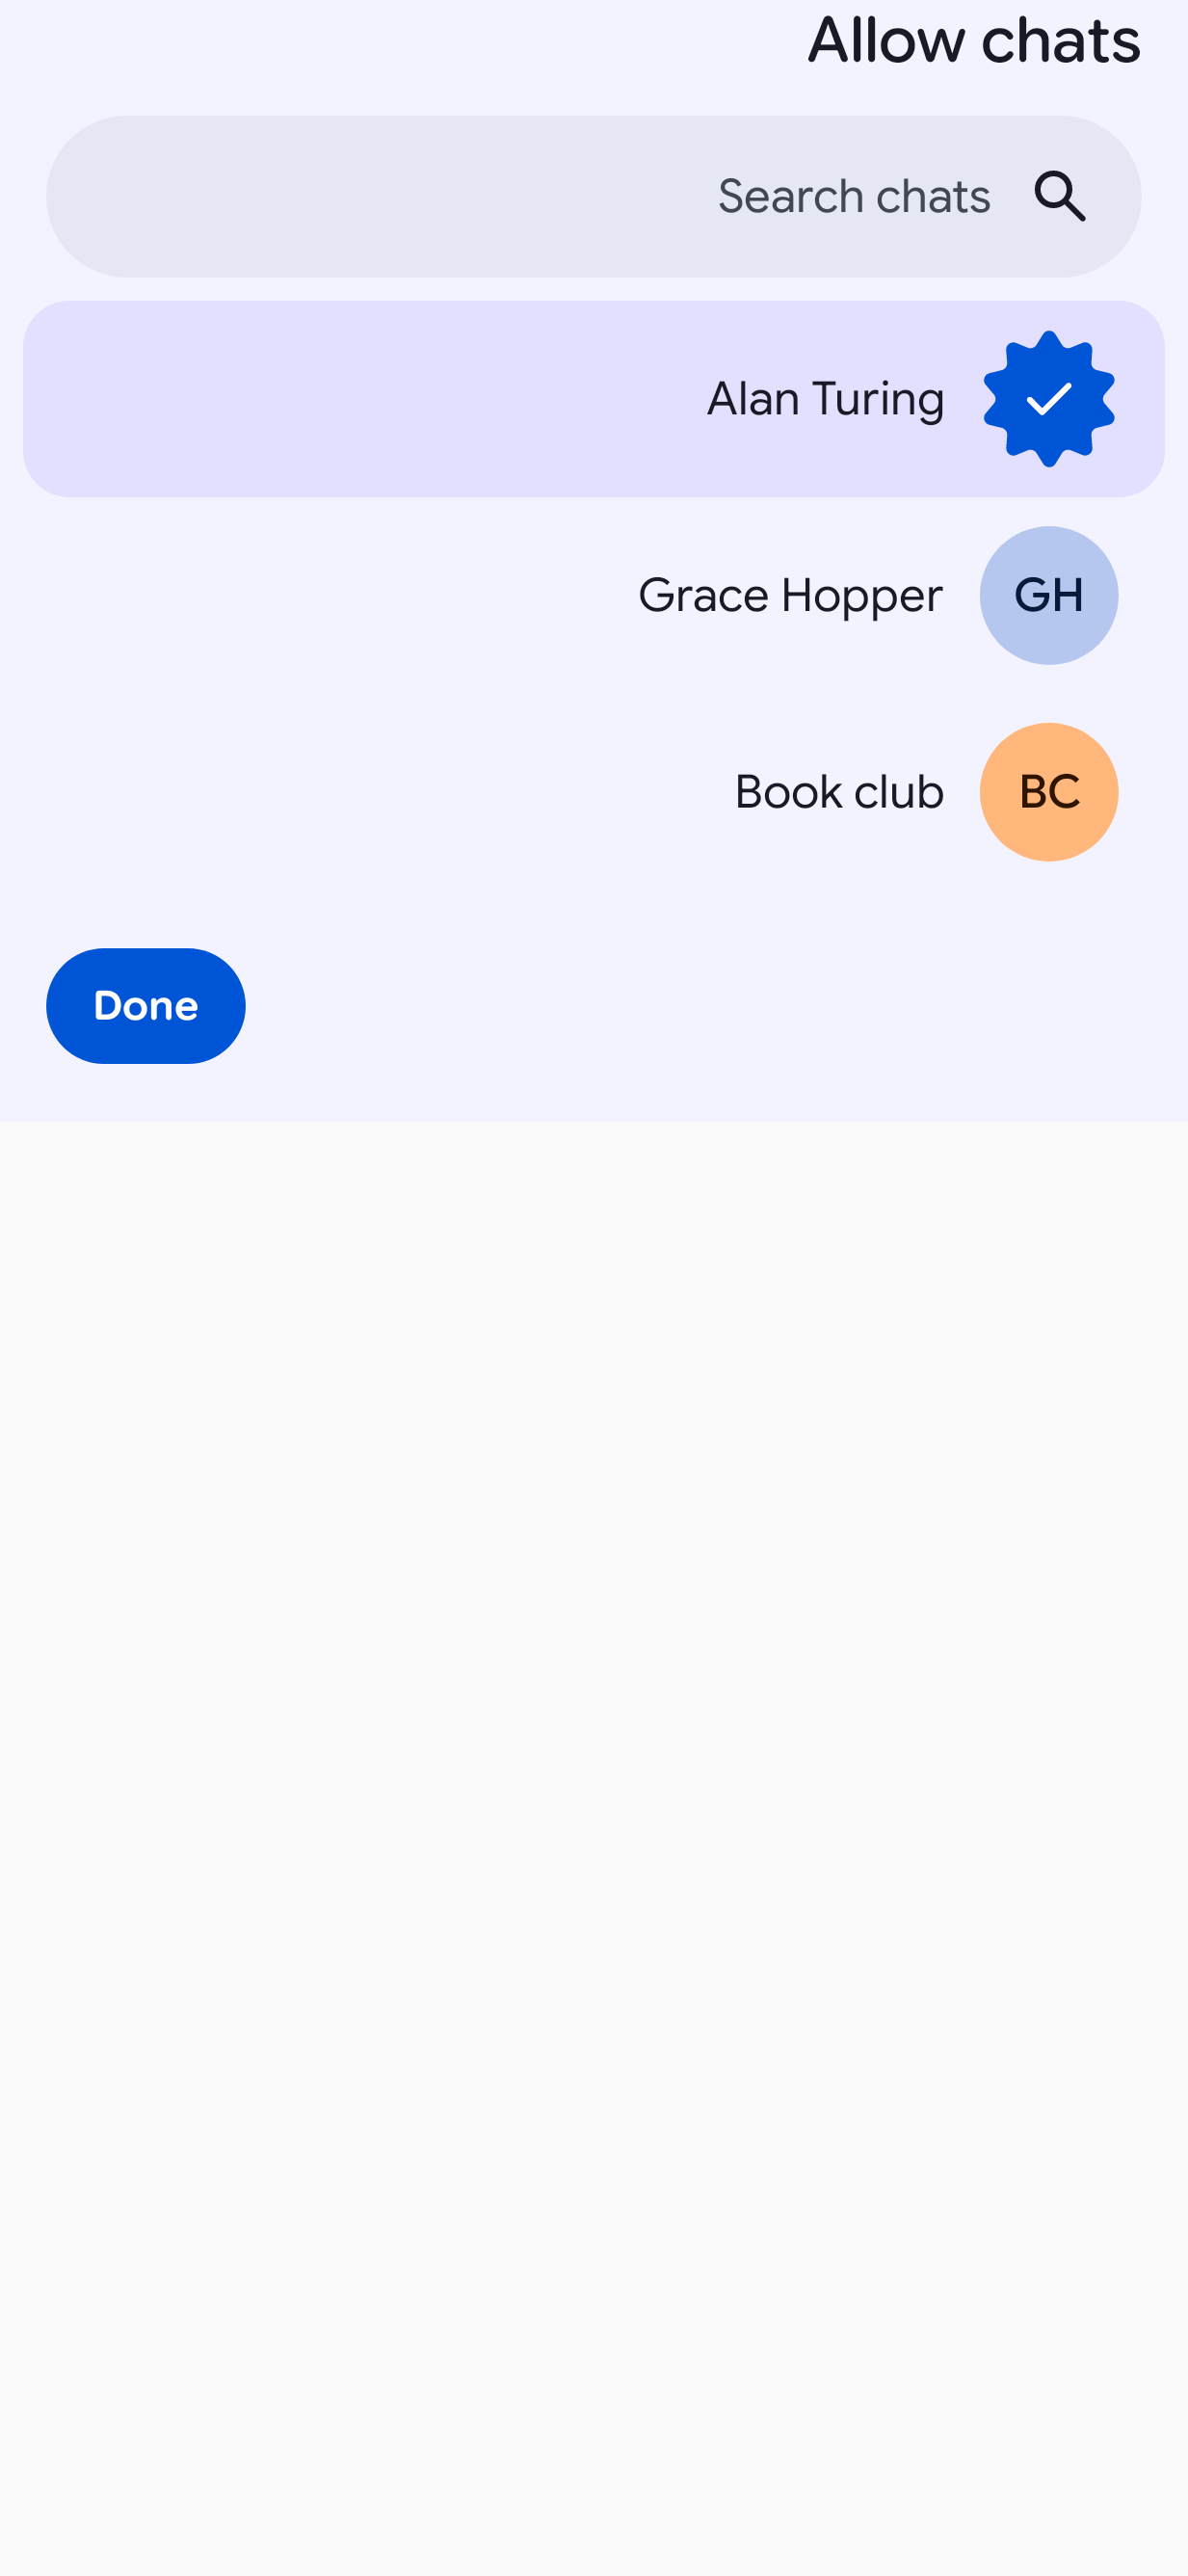 Allow chats
Search chats
Alan Turing
GH
Grace Hopper
BC
Book club
Done